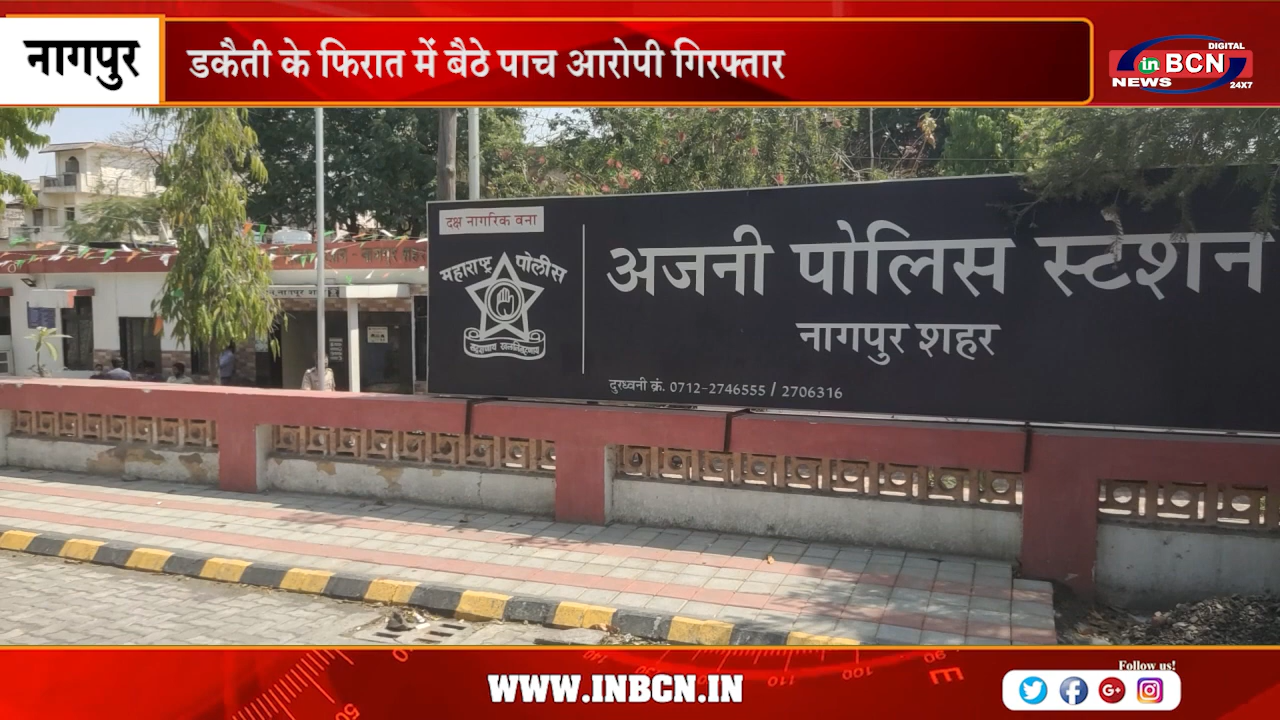 नागपुर
डकैती के फिरात में बैठे पाच आरोपी गिरफ्तार
DIGITAL
in BCN
NEWS
24X7
दक्ष नागरिक वना
महाराष्ट्र पोलीस
अजनी पोलिस स्टेशन
नागपुर शहर
दुरध्वनी क्रं. 0712-2746555 / 2706316
Follow us!
WWW.INBCN.IN